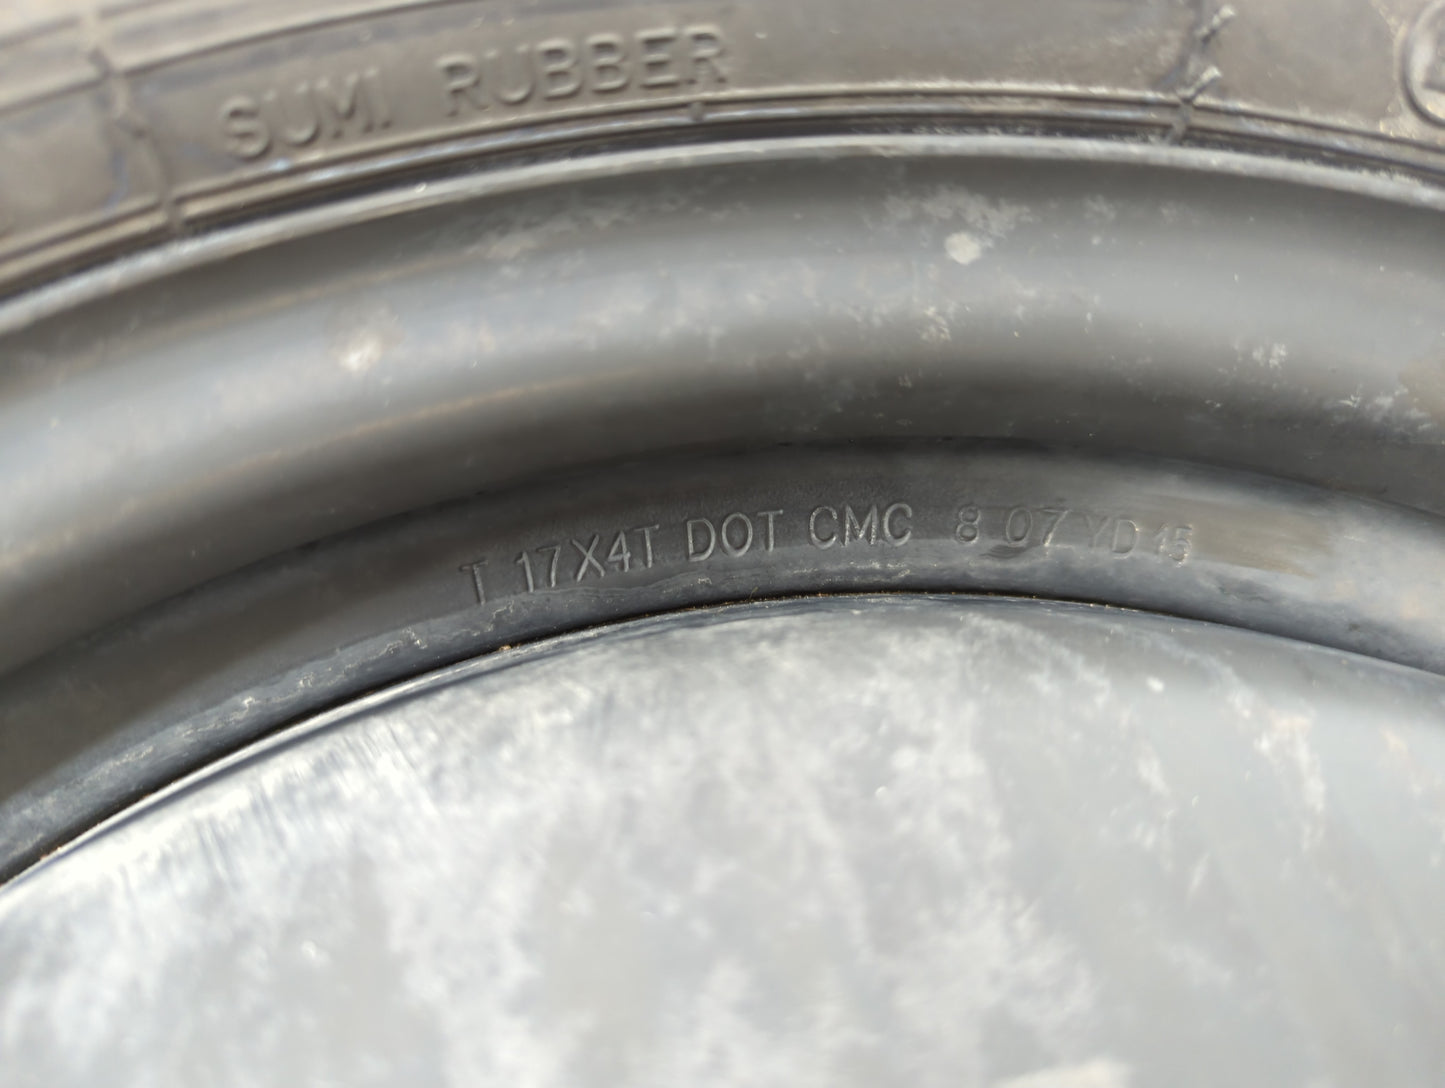 SUMI RUBBER
T 17X4T DOT CMC 8 07 YD 15